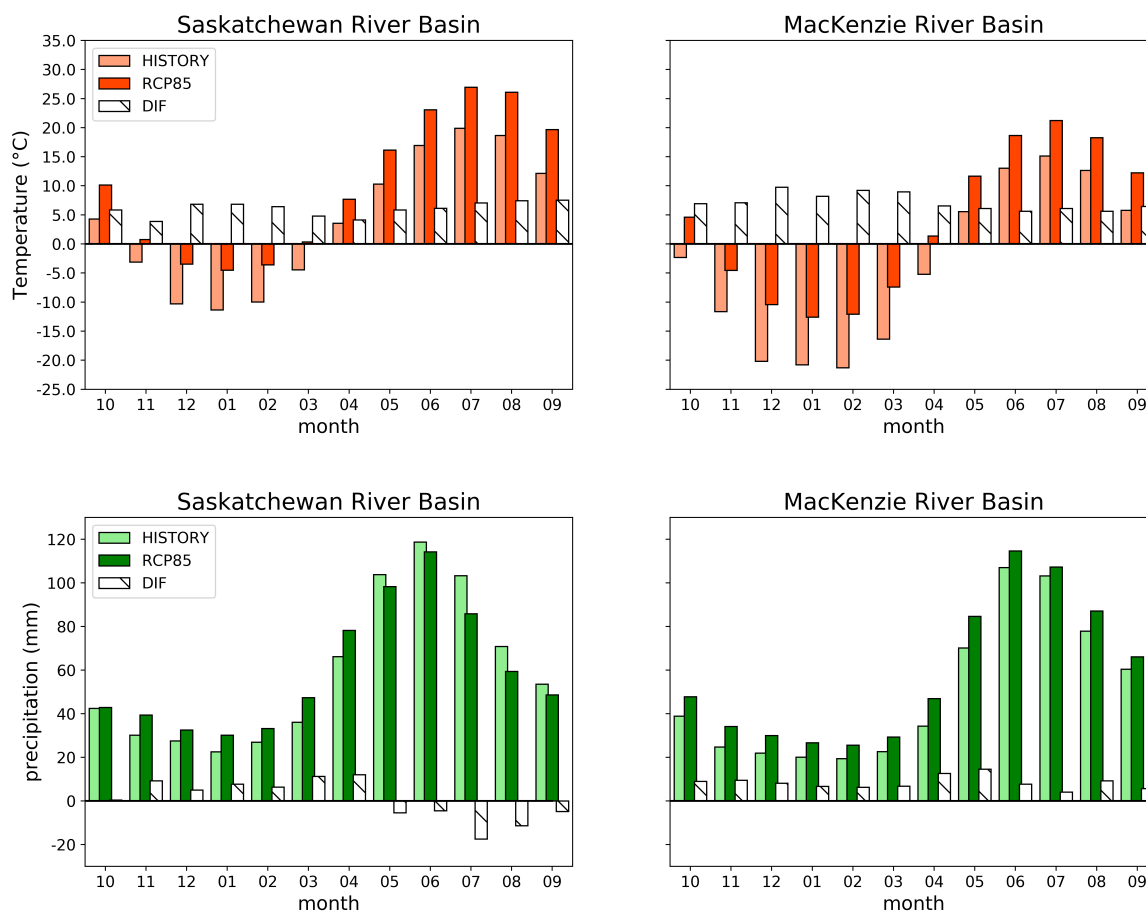 Saskatchewan River Basin
35.0
30.0
25.0
20.0
15.0
10.0
5.0
0.0
-5.0
-10.0
-15.0
-20.0
-25.0
Temperature (°C)
HISTORY
RCP85
DIF
10 11 12 01 02 03 04 05 06 07 08 09
month
MacKenzie River Basin
10 11 12 01 02 03 04 05 06 07 08 09
month
Saskatchewan River Basin
120
100
80
60
40
20
0
-20
precipitation (mm)
HISTORY
RCP85
DIF
10 11 12 01 02 03 04 05 06 07 08 09
month
MacKenzie River Basin
10 11 12 01 02 03 04 05 06 07 08 09
month